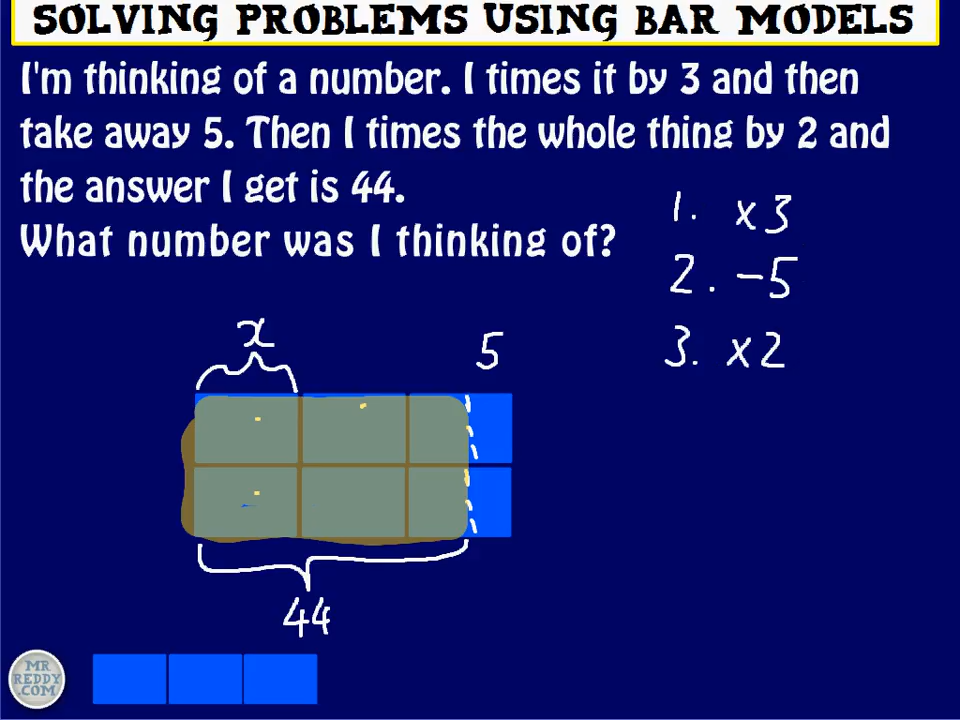 SOLVING PROBLEMS USING BAR MODELS
I'm thinking of a number. I times it by 3 and then
take away 5. Then I times the whole thing by 2 and
the answer I get is 44.
What number was I thinking of?
1. x3
2. -5
3. x2
x
5
44
MR
REDDY
.COM